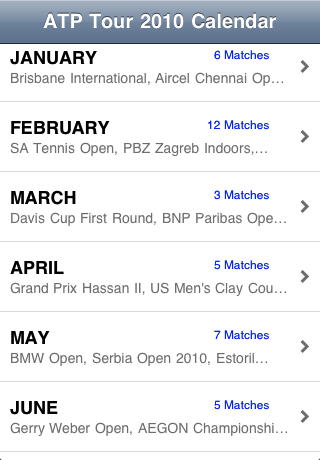 ATP Tour 2010 Calendar
JANUARY
6 Matches
Brisbane International, Aircel Chennai Op...
FEBRUARY
12 Matches
SA Tennis Open, PBZ Zagreb Indoors,...
MARCH
3 Matches
Davis Cup First Round, BNP Paribas Ope...
APRIL
5 Matches
Grand Prix Hassan II, US Men's Clay Cou...
MAY
7 Matches
BMW Open, Serbia Open 2010, Estoril...
JUNE
5 Matches
Gerry Weber Open, AEGON Championshi...